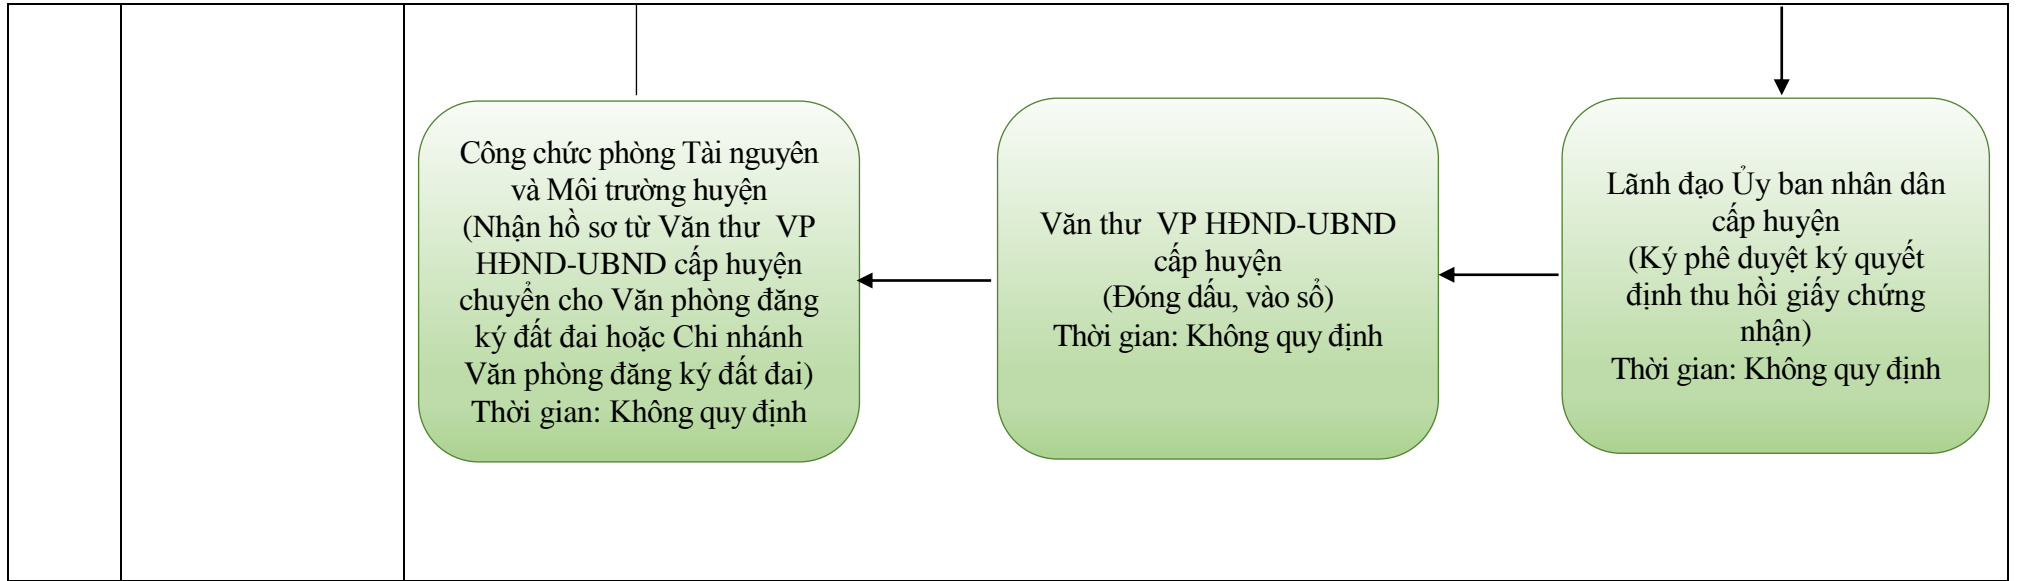 Công chức phòng Tài nguyên
và Môi trường huyện
(Nhận hồ sơ từ Văn thư  VP
HĐND-UBND cấp huyện
chuyển cho Văn phòng đăng
ký đất đai hoặc Chi nhánh
Văn phòng đăng ký đất đai)
Thời gian: Không quy định
Văn thư  VP HĐND-UBND
cấp huyện
(Đóng dấu, vào sổ)
Thời gian: Không quy định
Lãnh đạo Ủy ban nhân dân
cấp huyện
(Ký phê duyệt ký quyết
định thu hồi giấy chứng
nhận)
Thời gian: Không quy định